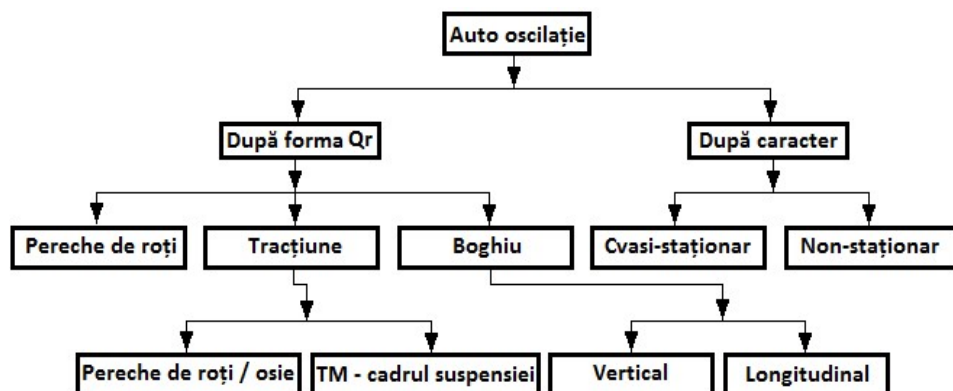 Auto oscilație
După forma Qr
După caracter
Pereche de roți
Tracțiune
Boghiu
Cvasi-staționar
Non-staționar
Pereche de roți / osie
TM - cadrul suspensiei
Vertical
Longitudinal